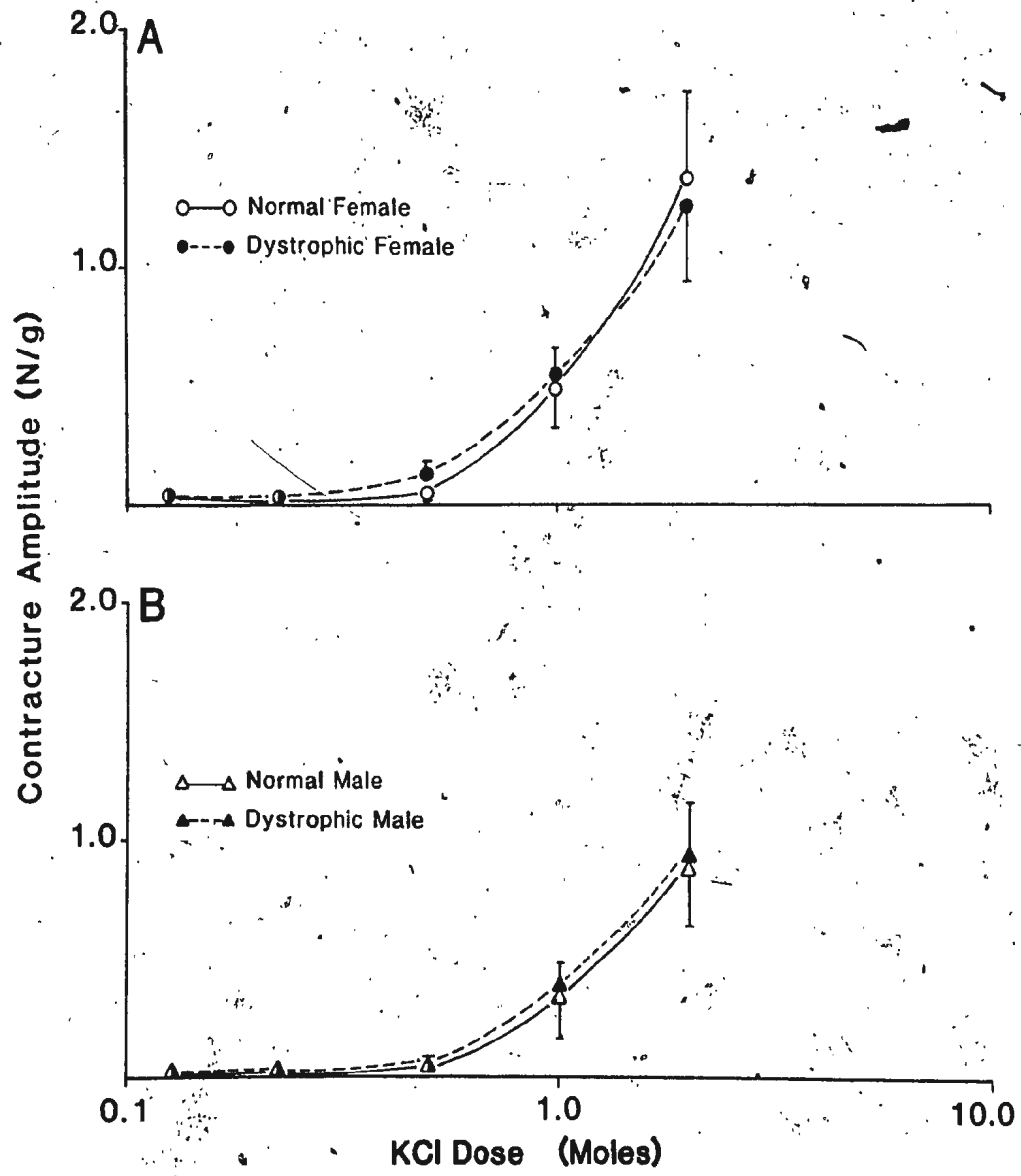 2.0
A
Normal Female
Dystrophic Female
1.0
Contracture Amplitude (N/g)
2.0
B
Normal Male
Dystrophic Male
1.0
0.1
1.0
10.0
KCl Dose (Moles)